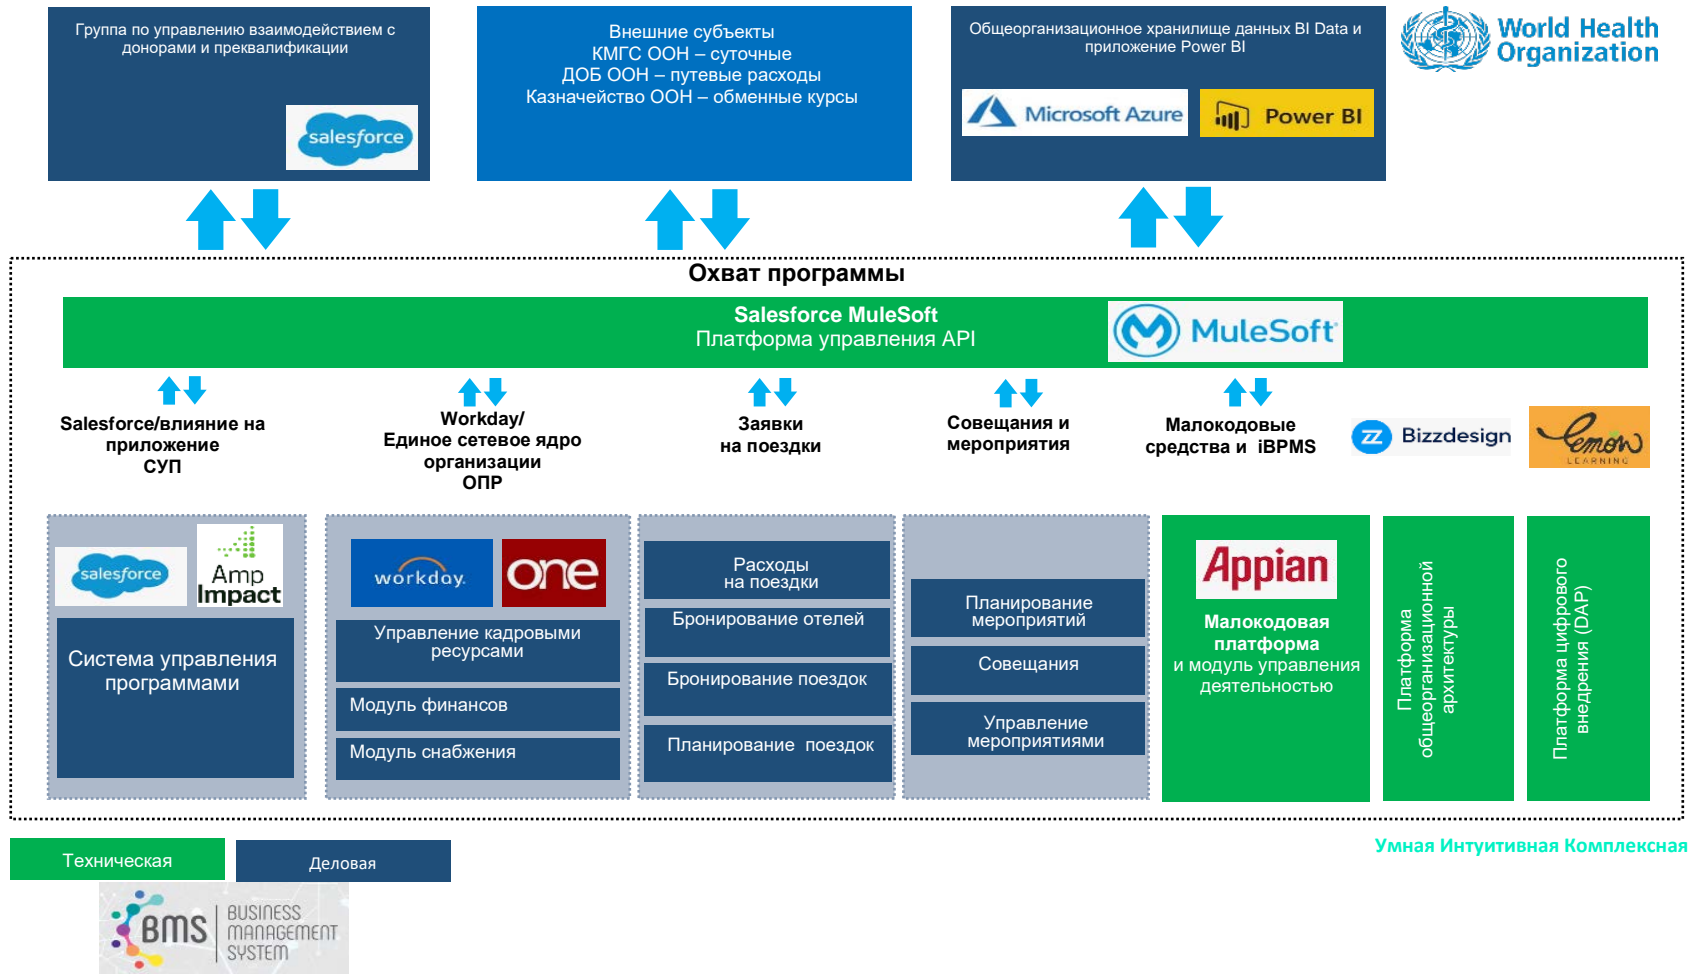 Группа по управлению взаимодействием с
донорами и преквалификации
salesforce
Внешние субъекты
КМГС ООН – суточные
ДОБ ООН – путевые расходы
Казначейство ООН – обменные курсы
Общеорганизационное хранилище данных BI Data и
приложение Power BI
Microsoft Azure
Power BI
World Health
Organization
Охват программы
Salesforce MuleSoft
Платформа управления API
MuleSoft
Salesforce/влияние на
приложение
СУП
Workday/
Единое сетевое ядро
организации
ОПР
Заявки
на поездки
Совещания и
мероприятия
Малокодовые
средства и iBPMS
Bizzdesign
Lemon
LEARNING
salesforce
Amp
Impact
Система управления
программами
workday.
one
Управление кадровыми
ресурсами
Модуль финансов
Модуль снабжения
Расходы
на поездки
Бронирование отелей
Бронирование поездок
Планирование поездок
Планирование
мероприятий
Совещания
Управление
мероприятиями
Appian
Малокодовая
платформа
и модуль управления
деятельностью
Платформа
общеорганизационной
архитектуры
Платформа цифрового
внедрения (DAP)
Техническая
Деловая
Умная Интуитивная Комплексная
BMS
BUSINESS
MANAGEMENT
SYSTEM